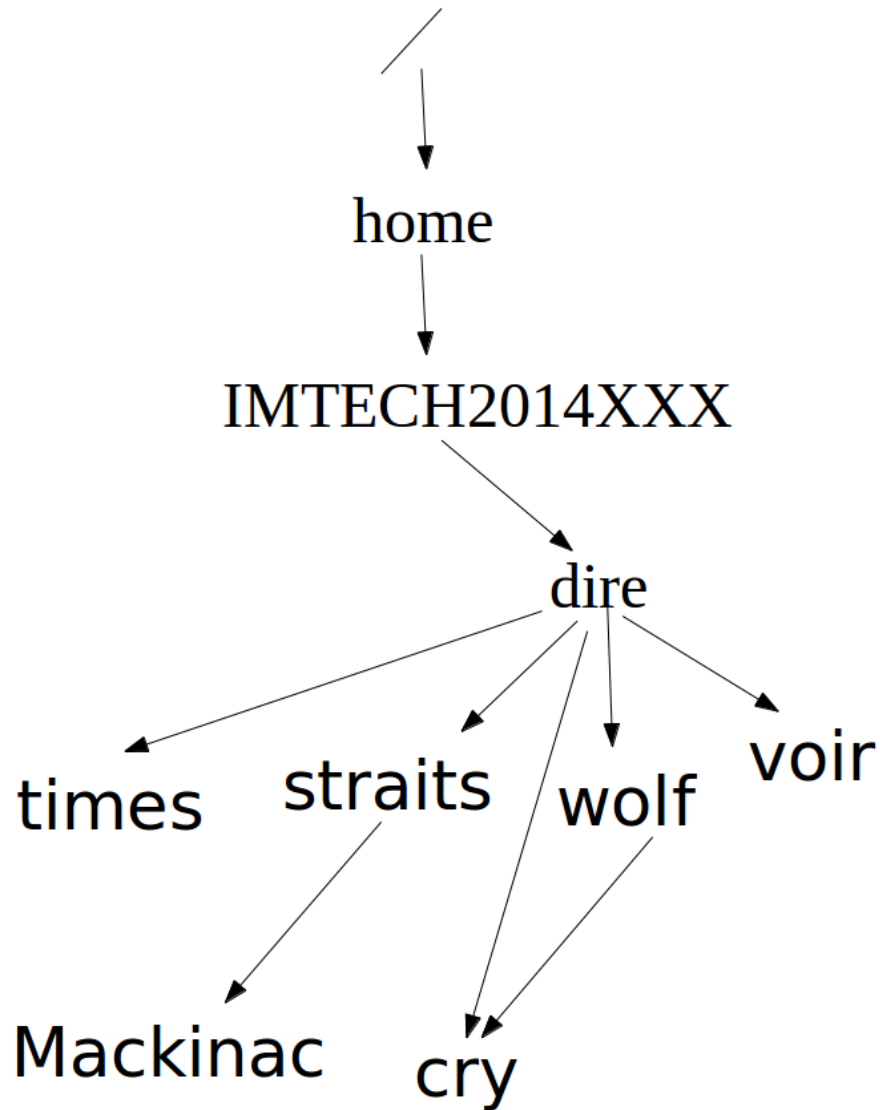 /
home
IMTECH2014XXX
dire
times straits wolf voir
Mackinac cry